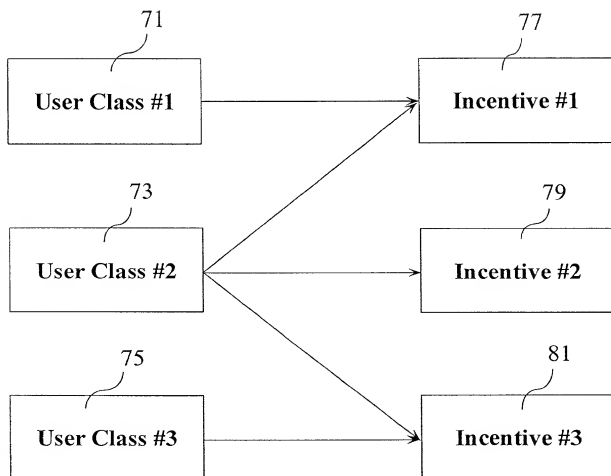 71
77
User Class #1
Incentive #1
73
79
User Class #2
Incentive #2
75
81
User Class #3
Incentive #3